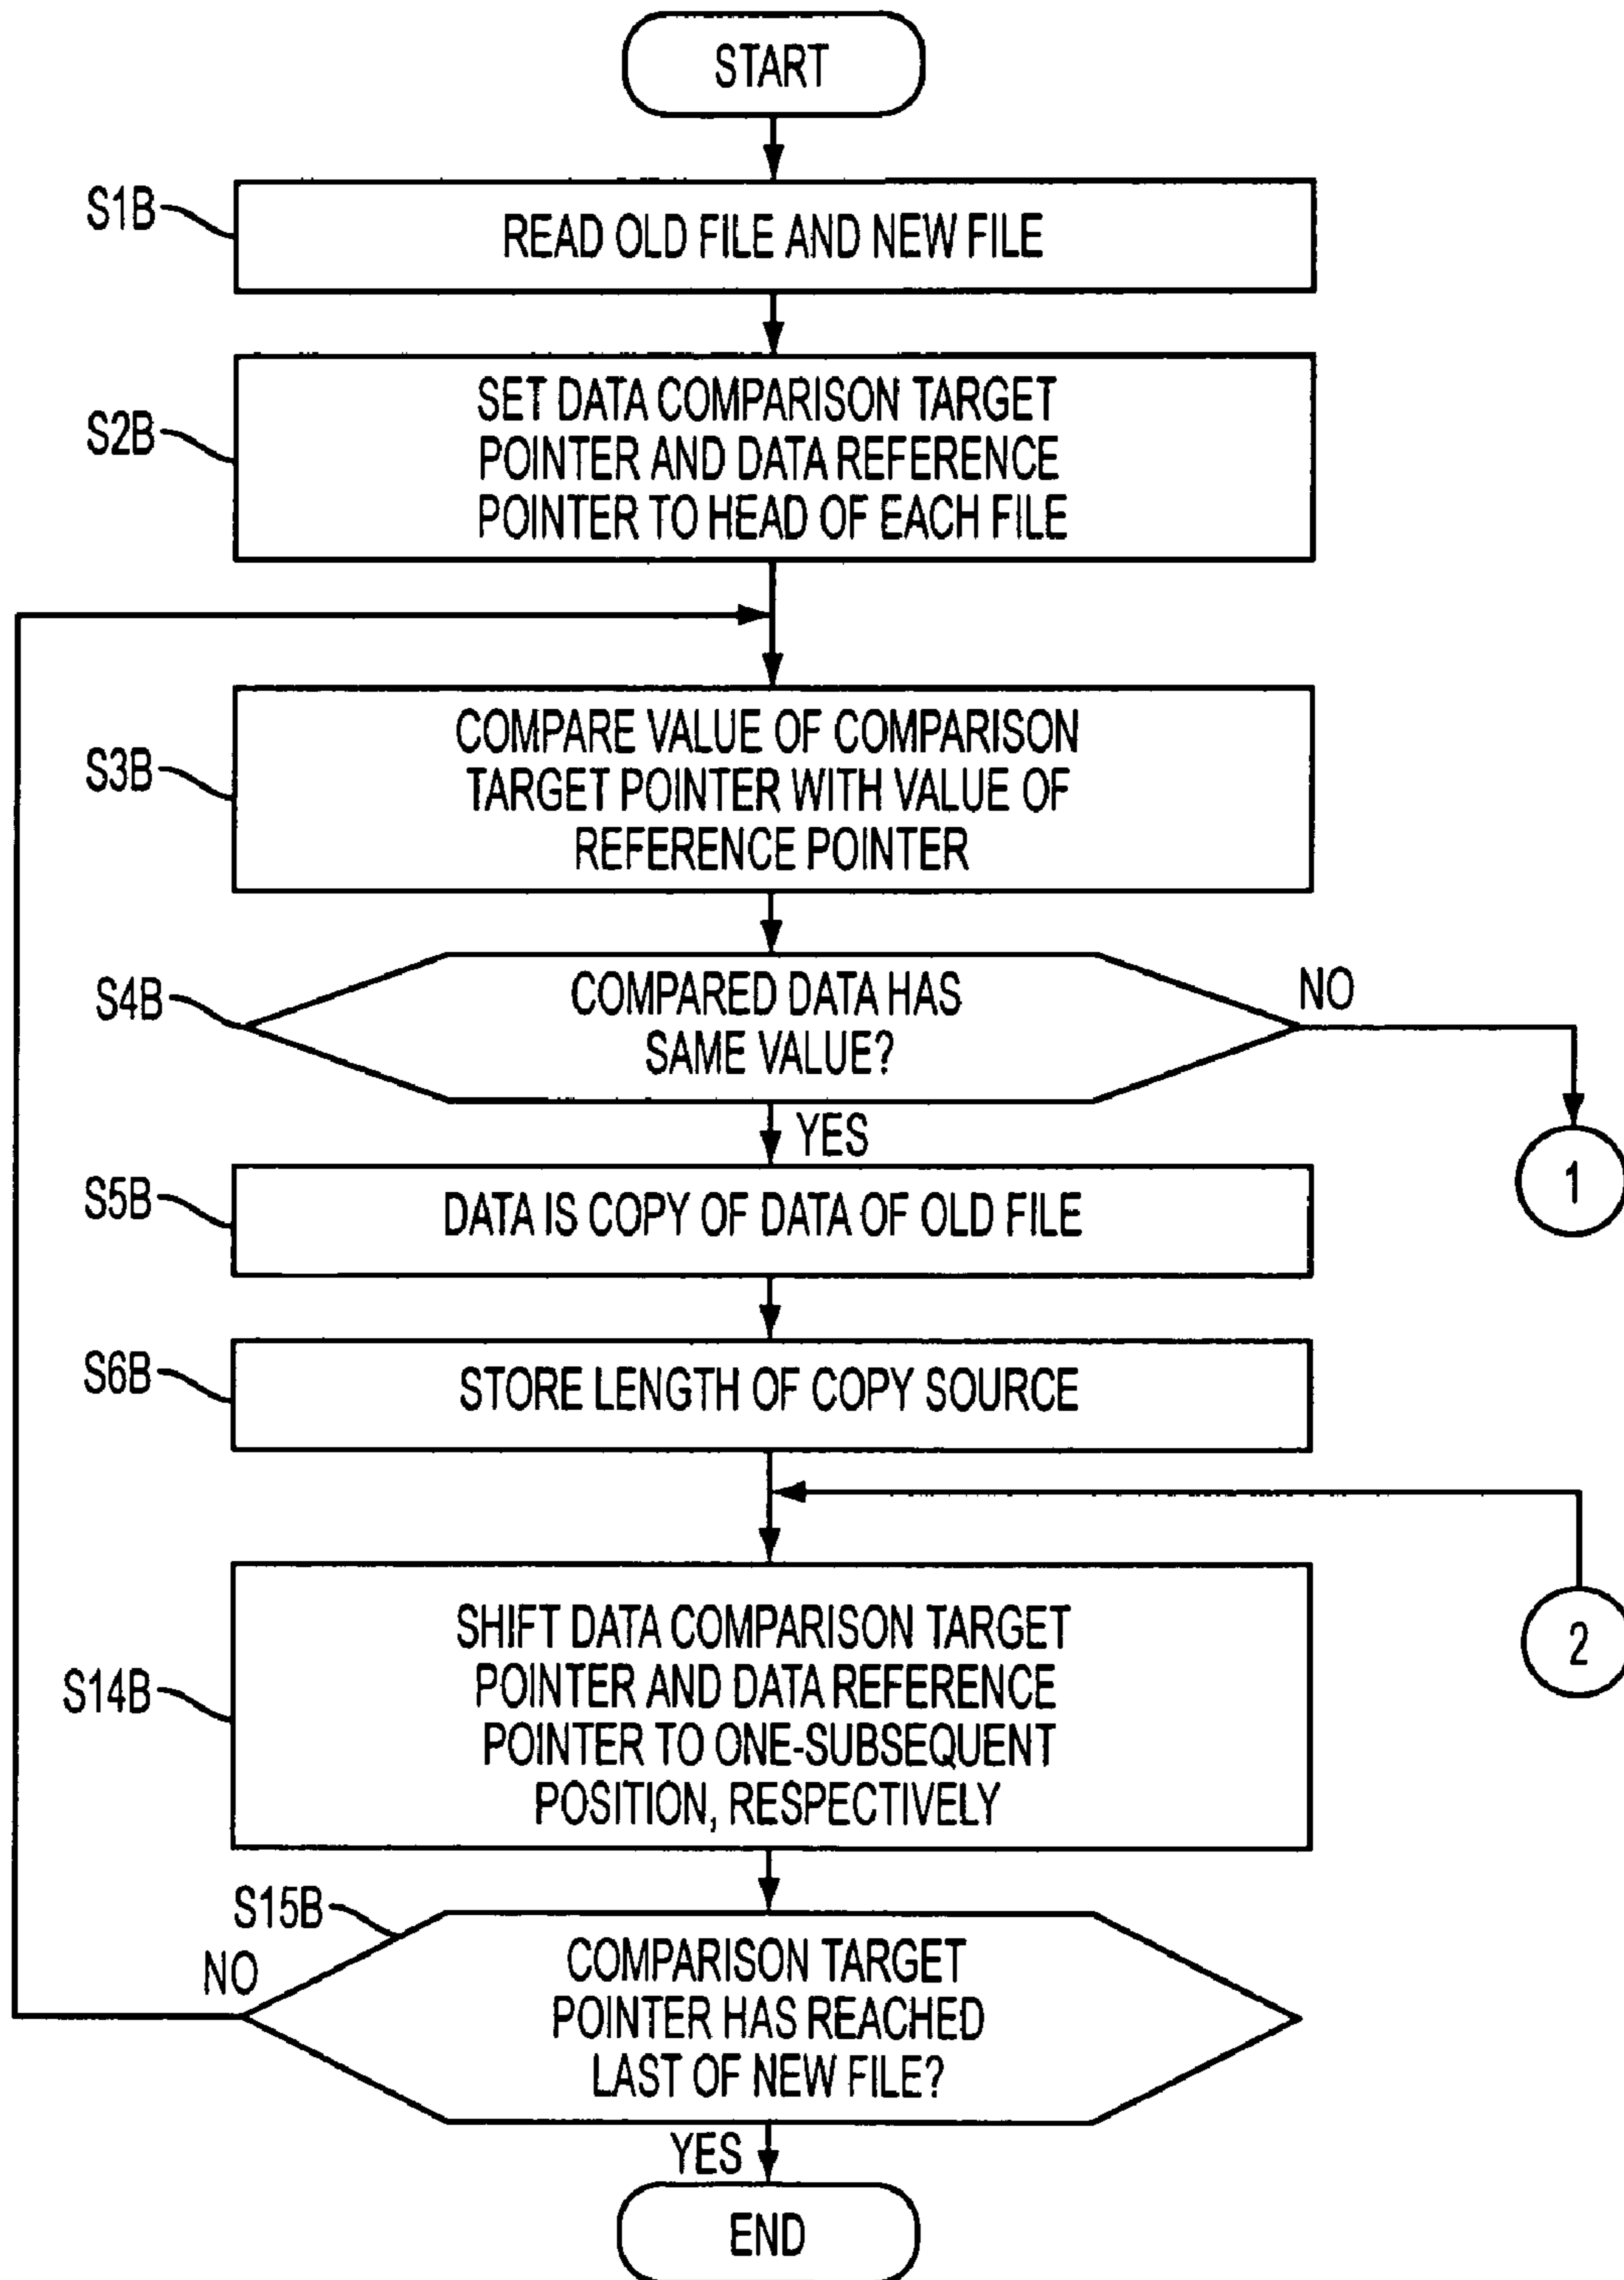 START
S1B
READ OLD FILE AND NEW FILE
S2B
SET DATA COMPARISON TARGET
POINTER AND DATA REFERENCE
POINTER TO HEAD OF EACH FILE
S3B
COMPARE VALUE OF COMPARISON
TARGET POINTER WITH VALUE OF
REFERENCE POINTER
S4B
COMPARED DATA HAS
SAME VALUE?
NO
1
YES
S5B
DATA IS COPY OF DATA OF OLD FILE
S6B
STORE LENGTH OF COPY SOURCE
2
S14B
SHIFT DATA COMPARISON TARGET
POINTER AND DATA REFERENCE
POINTER TO ONE-SUBSEQUENT
POSITION, RESPECTIVELY
S15B
NO
COMPARISON TARGET
POINTER HAS REACHED
LAST OF NEW FILE?
YES
END